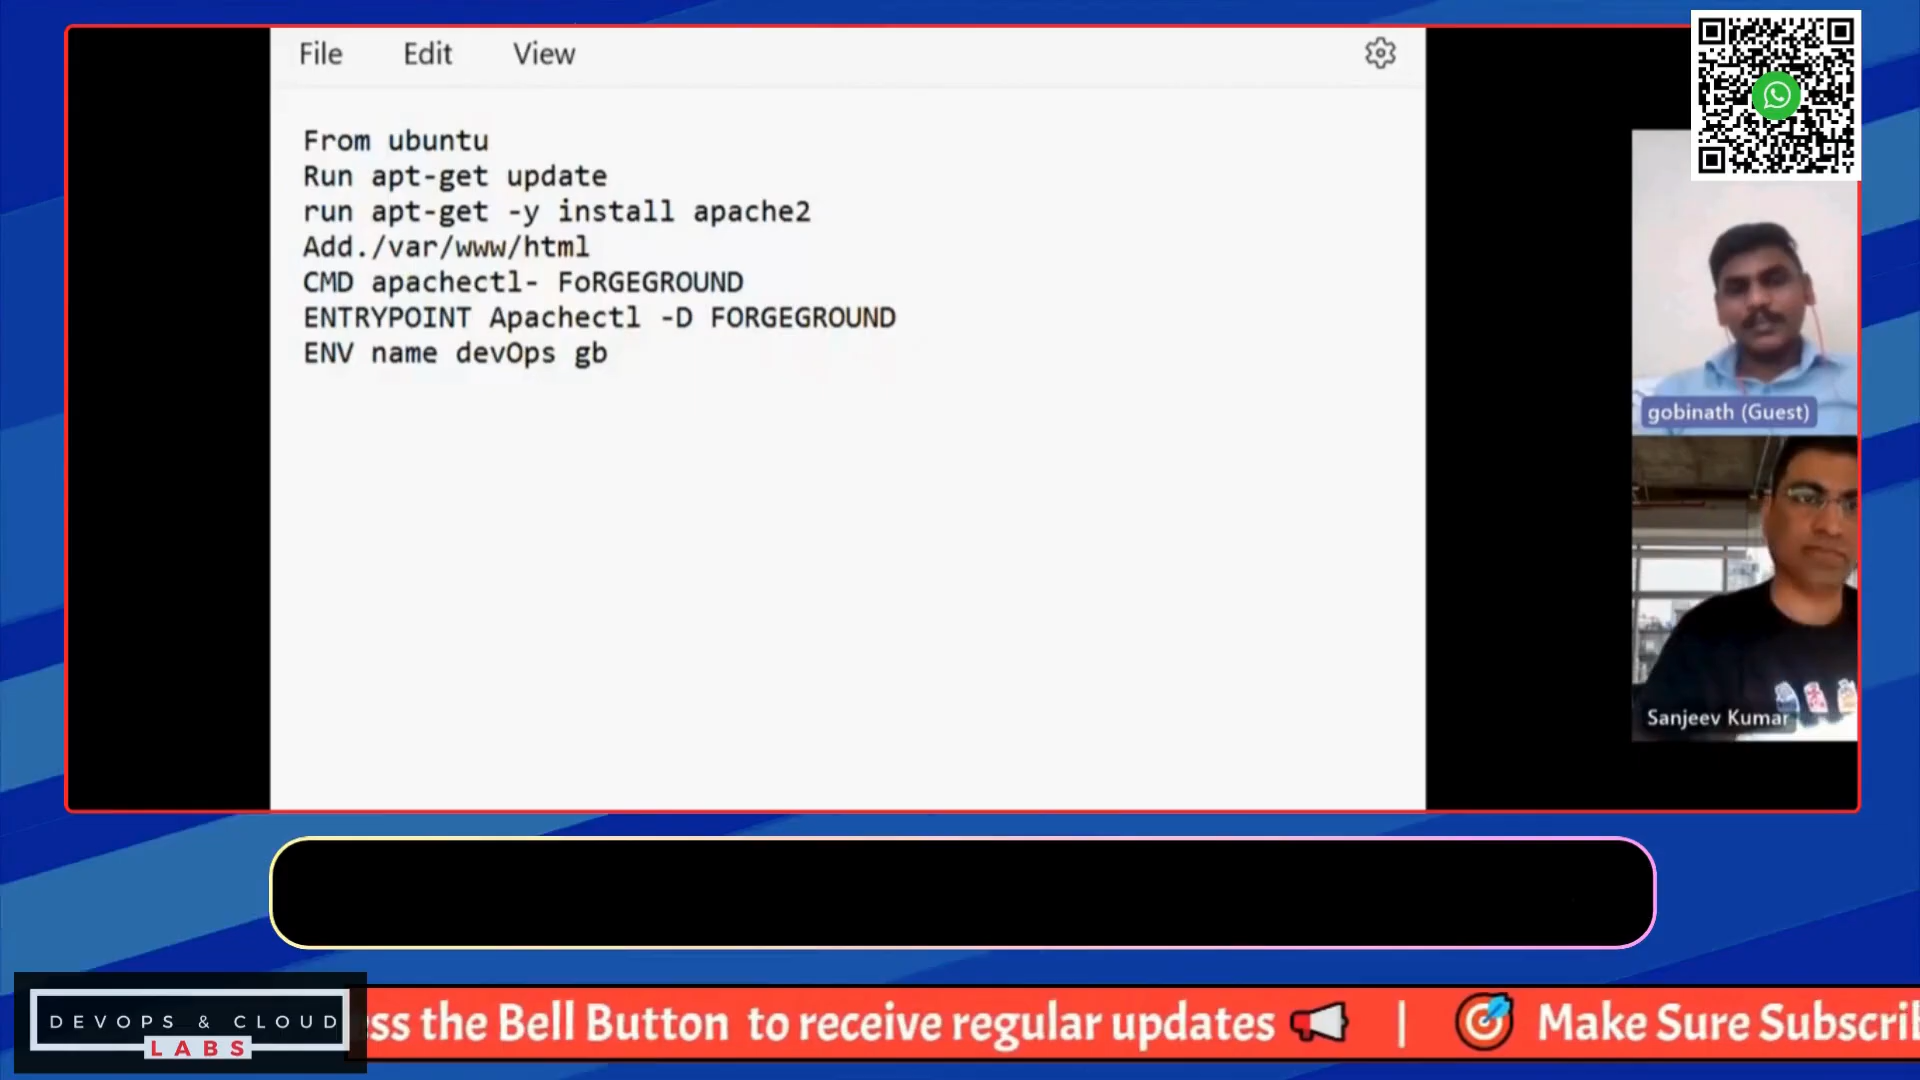 File Edit View
From ubuntu
Run apt-get update
run apt-get -y install apache2
Add./var/www/html
CMD apachectl- FoRGEGROUND
ENTRYPOINT Apachectl -D FORGEGROUND
ENV name devOps gb
gobinath (Guest)
Sanjeev Kumar
DEVOPS & CLOUD
LABS
the Bell Button to receive regular updates | Make Sure